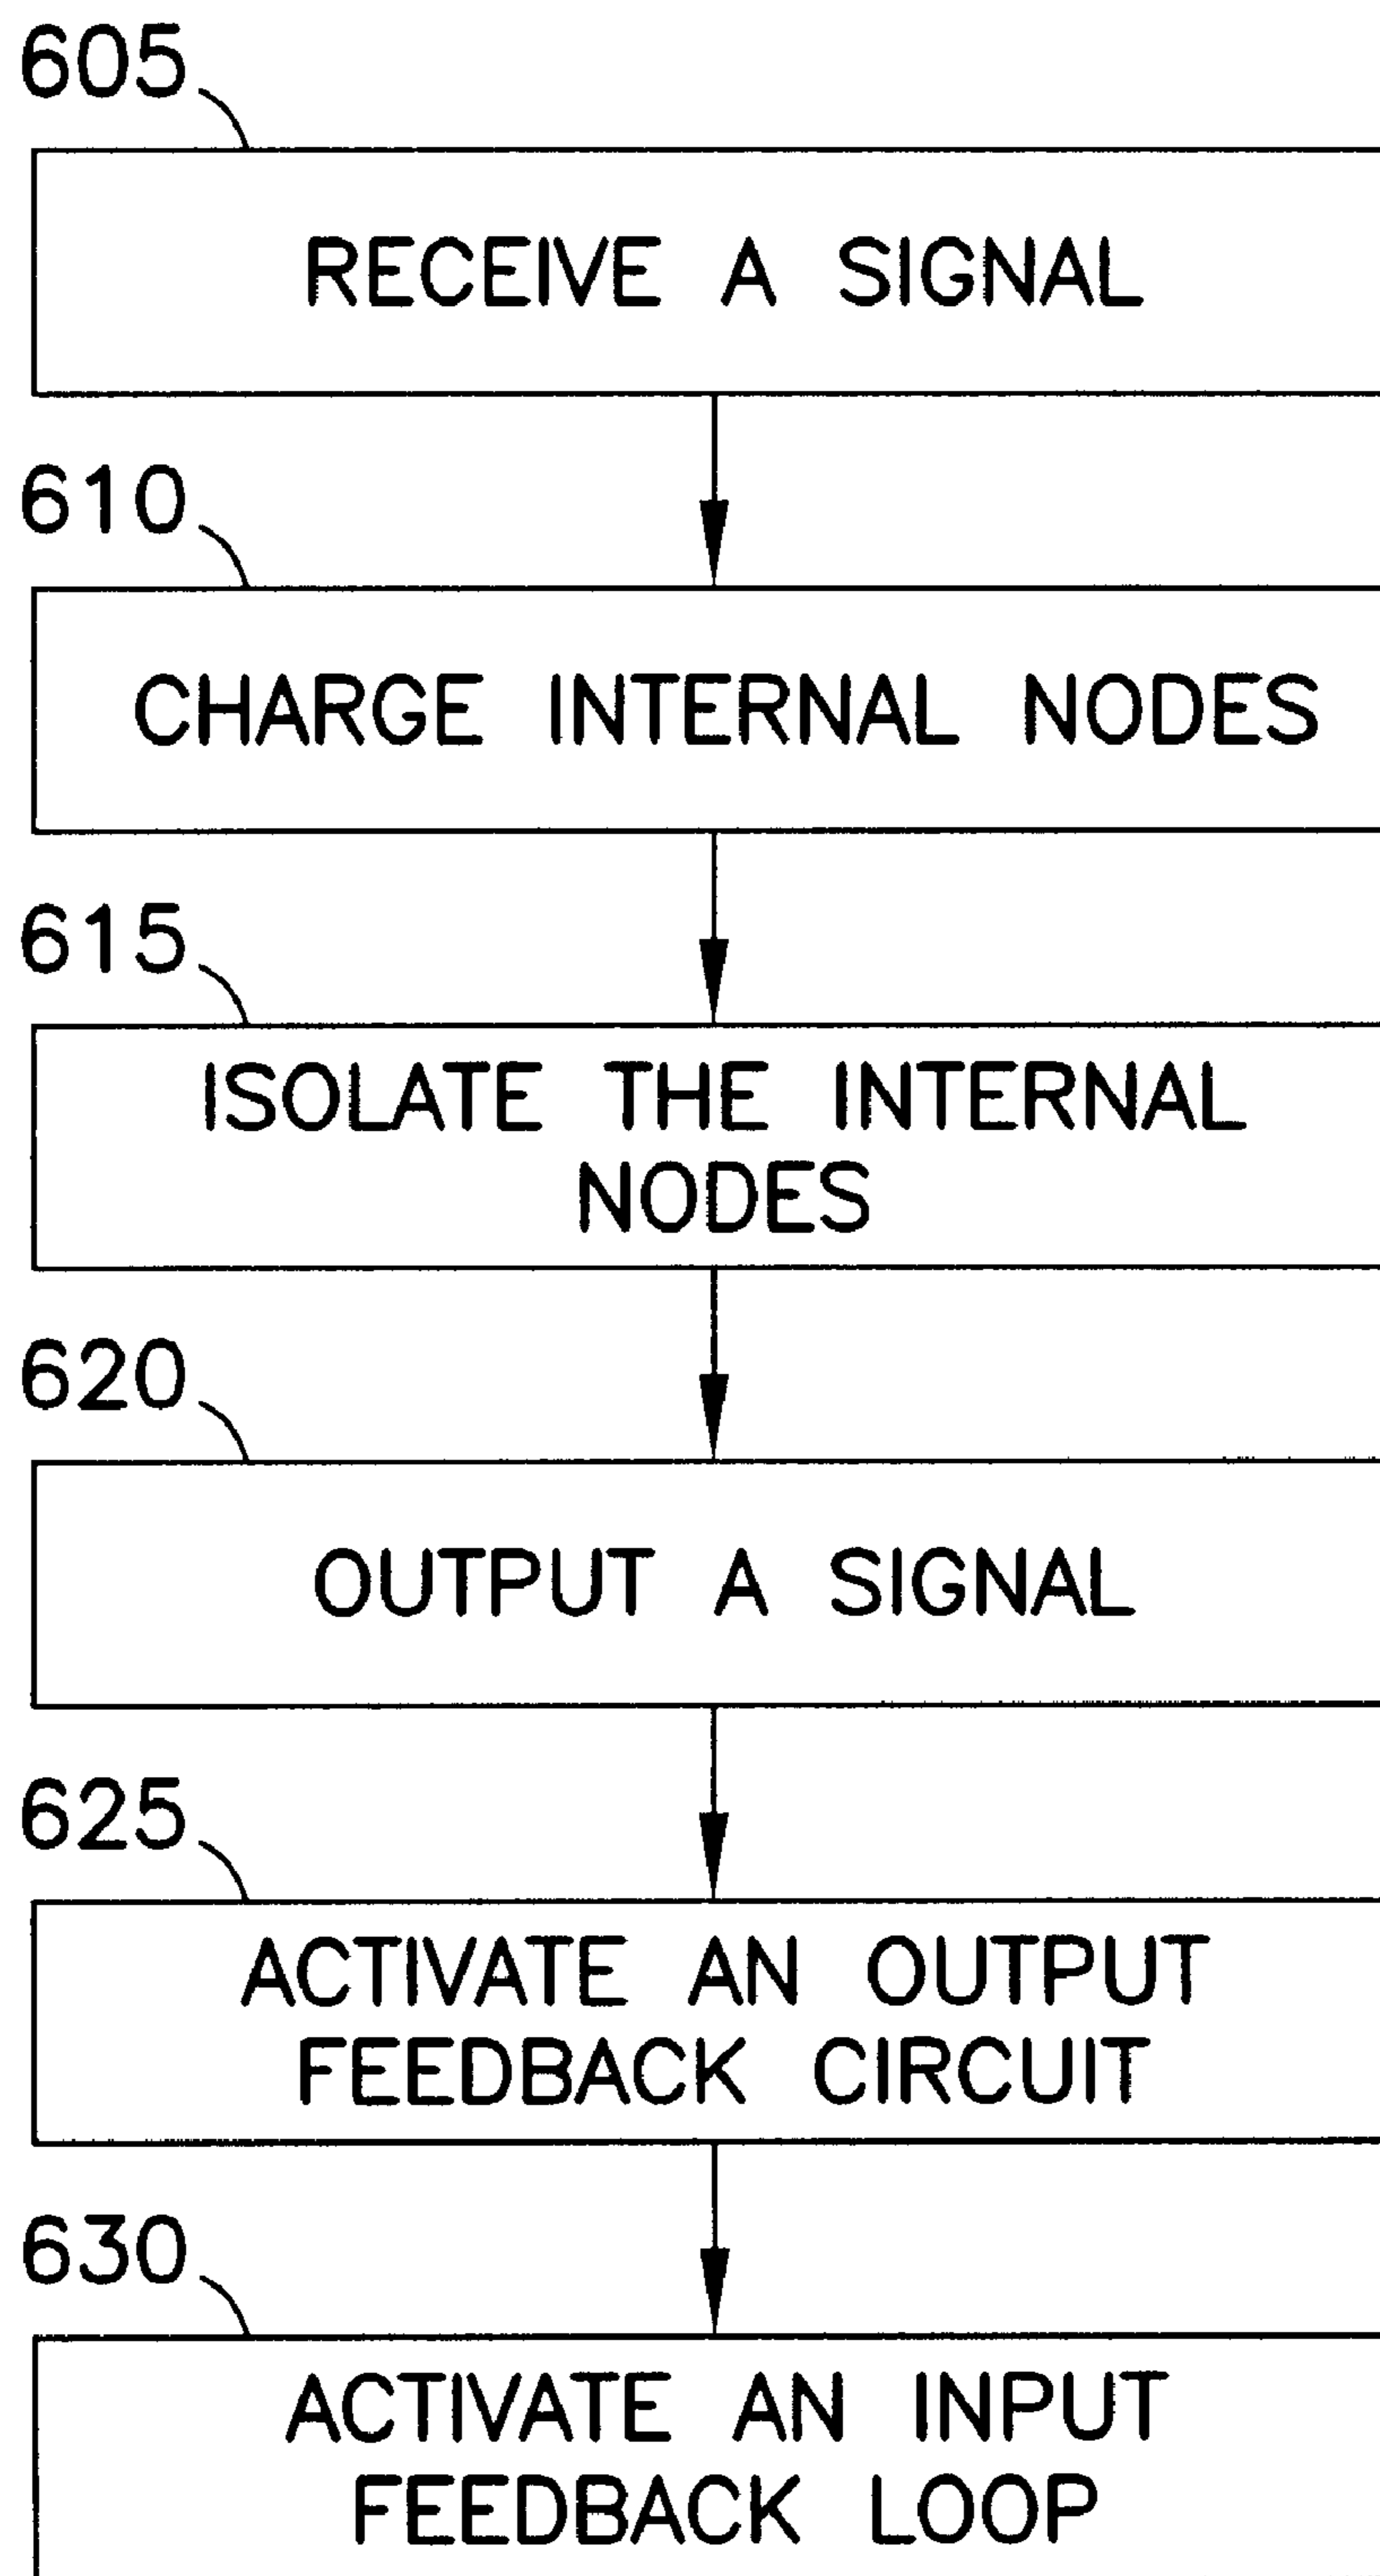 605
RECEIVE A SIGNAL
610
CHARGE INTERNAL NODES
615
ISOLATE THE INTERNAL
NODES
620
OUTPUT A SIGNAL
625
ACTIVATE AN OUTPUT
FEEDBACK CIRCUIT
630
ACTIVATE AN INPUT
FEEDBACK LOOP